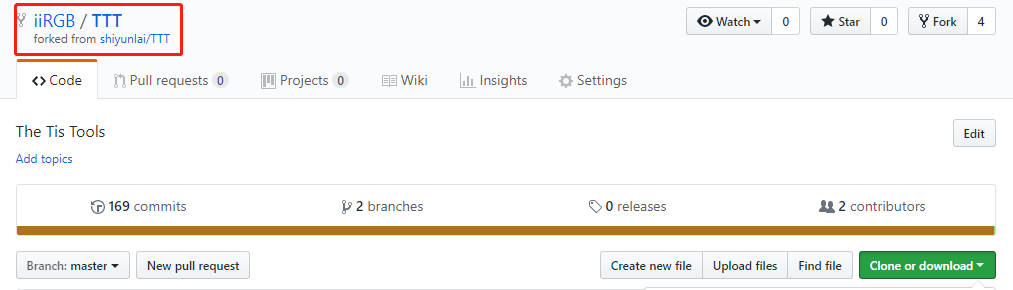 iiRGB / TTT
forked from shiyunlai/TTT
Watch 0 Star 0 Fork 4
Code Pull requests 0 Projects 0 Wiki Insights Settings
The Tis Tools Edit
Add topics
169 commits 2 branches 0 releases 2 contributors
Branch: master New pull request Create new file Upload files Find file Clone or download